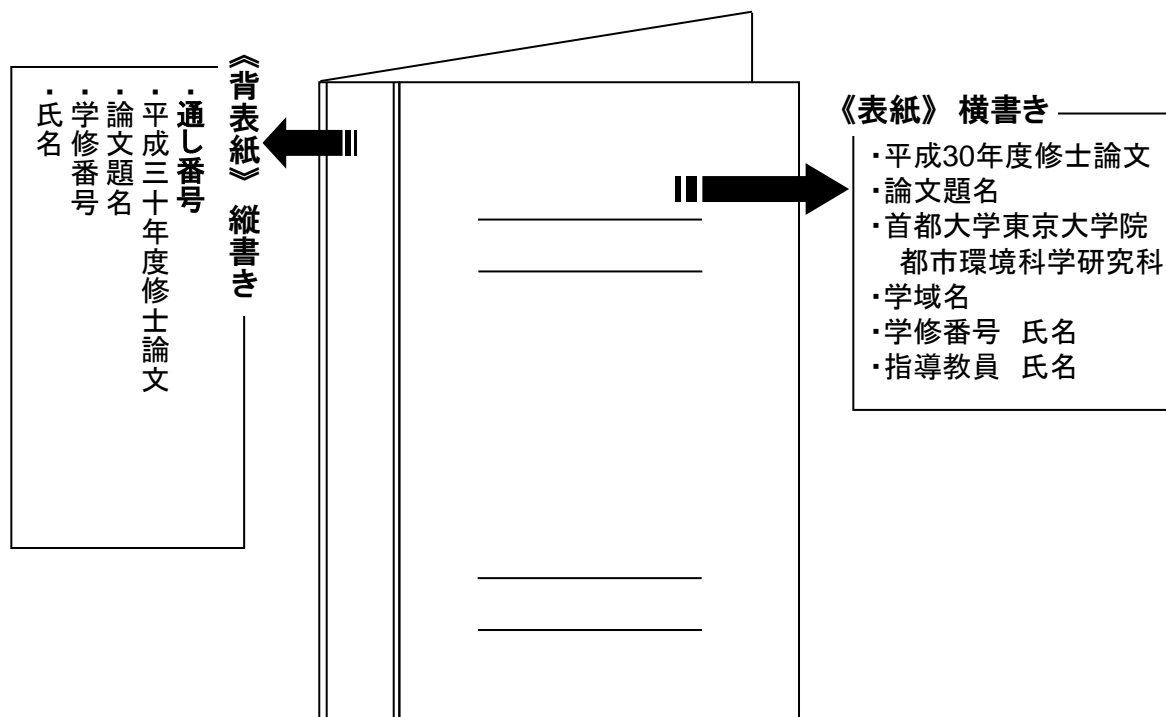 《背表紙》 縦書き
・通し番号
・平成三十年度修士論文
・論文題名
・学修番号
・氏名
《表紙》 横書き
・平成30年度修士論文
・論文題名
・首都大学東京大学院
都市環境科学研究科
・学域名
・学修番号　氏名
・指導教員　氏名